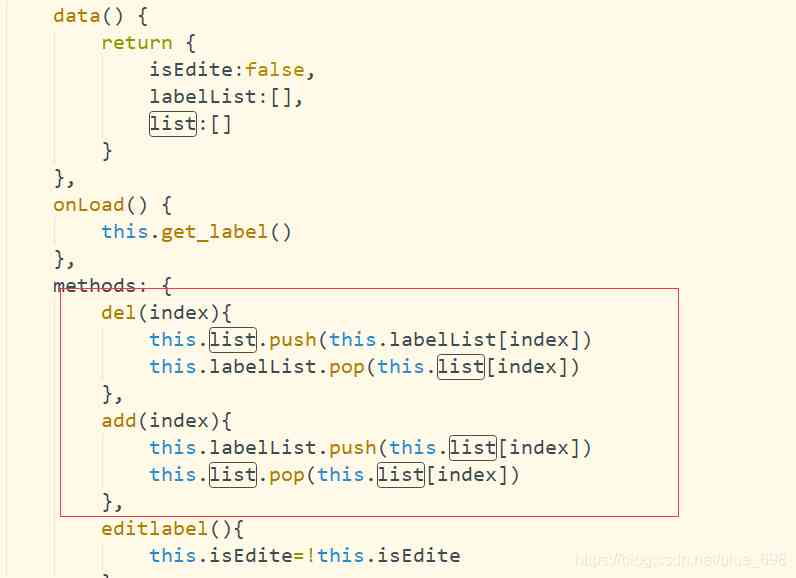 data() {
return {
isEdite:false,
labelList:[],
list:[]
}
},
onLoad() {
this.get_label()
},
methods: {
del(index){
this.list.push(this.labelList[index])
this.labelList.pop(this.list[index])
},
add(index){
this.labelList.push(this.list[index])
this.list.pop(this.list[index])
},
editlabel(){
this.isEdite=!this.isEdite
https://blog.csdn.net/blue_698